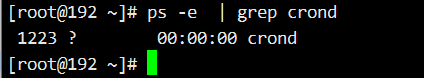 [root@192 ~]# ps -e  | grep crond
 1223 ?        00:00:00 crond
[root@192 ~]#